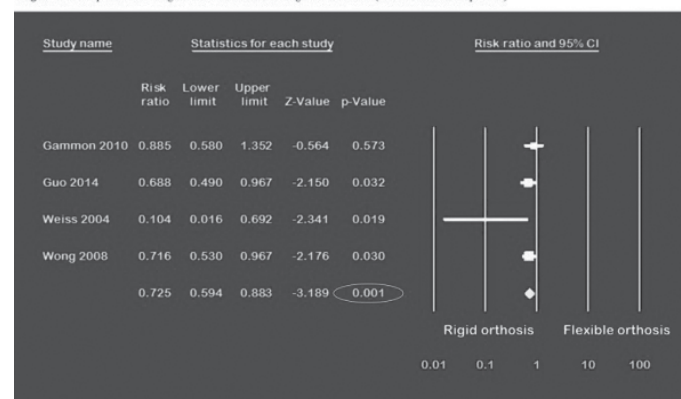 Study name Statistics for each study Risk ratio and 95% CI
Risk ratio Lower limit Upper limit Z-Value p-Value
Gammon 2010 0.885 0.580 1.352 -0.564 0.573
Guo 2014 0.688 0.490 0.967 -2.150 0.032
Weiss 2004 0.104 0.016 0.692 -2.341 0.019
Wong 2008 0.716 0.530 0.967 -2.176 0.030
0.725 0.594 0.883 -3.189 0.001
Rigid orthosis Flexible orthosis
0.01 0.1 1 10 100